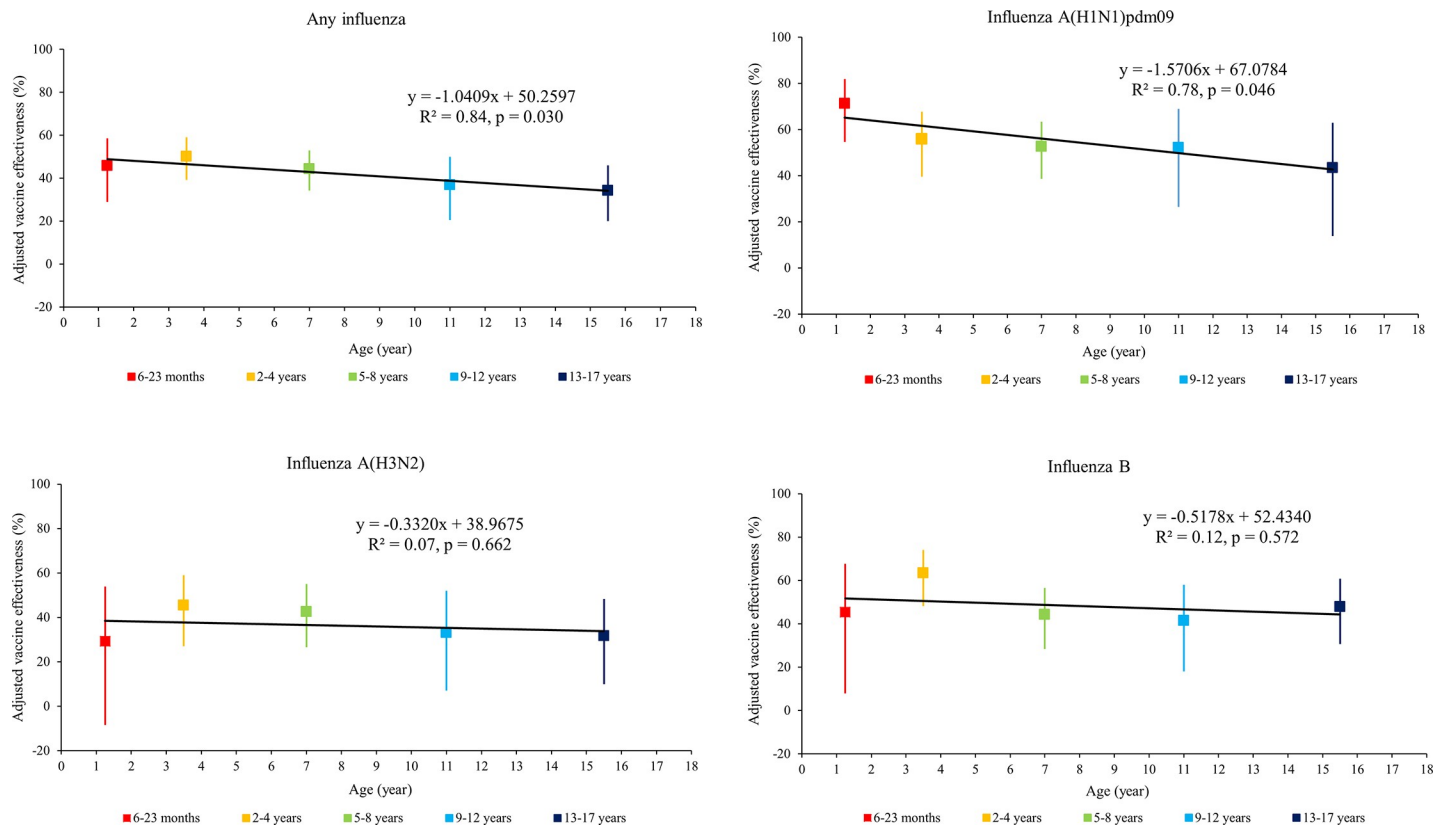 Any influenza
Adjusted vaccine effectiveness (%)
100
80
60
40
20
0
-20
y = -1.0409x + 50.2597
R² = 0.84, p = 0.030
0 1 2 3 4 5 6 7 8 9 10 11 12 13 14 15 16 17 18
Age (year)
6-23 months 2-4 years 5-8 years 9-12 years 13-17 years
Influenza A(H1N1)pdm09
Adjusted vaccine effectiveness (%)
100
80
60
40
20
0
-20
y = -1.5706x + 67.0784
R² = 0.78, p = 0.046
0 1 2 3 4 5 6 7 8 9 10 11 12 13 14 15 16 17 18
Age (year)
6-23 months 2-4 years 5-8 years 9-12 years 13-17 years
Influenza A(H3N2)
Adjusted vaccine effectiveness (%)
100
80
60
40
20
0
-20
y = -0.3320x + 38.9675
R² = 0.07, p = 0.662
0 1 2 3 4 5 6 7 8 9 10 11 12 13 14 15 16 17 18
Age (year)
6-23 months 2-4 years 5-8 years 9-12 years 13-17 years
Influenza B
Adjusted vaccine effectiveness (%)
100
80
60
40
20
0
-20
y = -0.5178x + 52.4340
R² = 0.12, p = 0.572
0 1 2 3 4 5 6 7 8 9 10 11 12 13 14 15 16 17 18
Age (year)
6-23 months 2-4 years 5-8 years 9-12 years 13-17 years